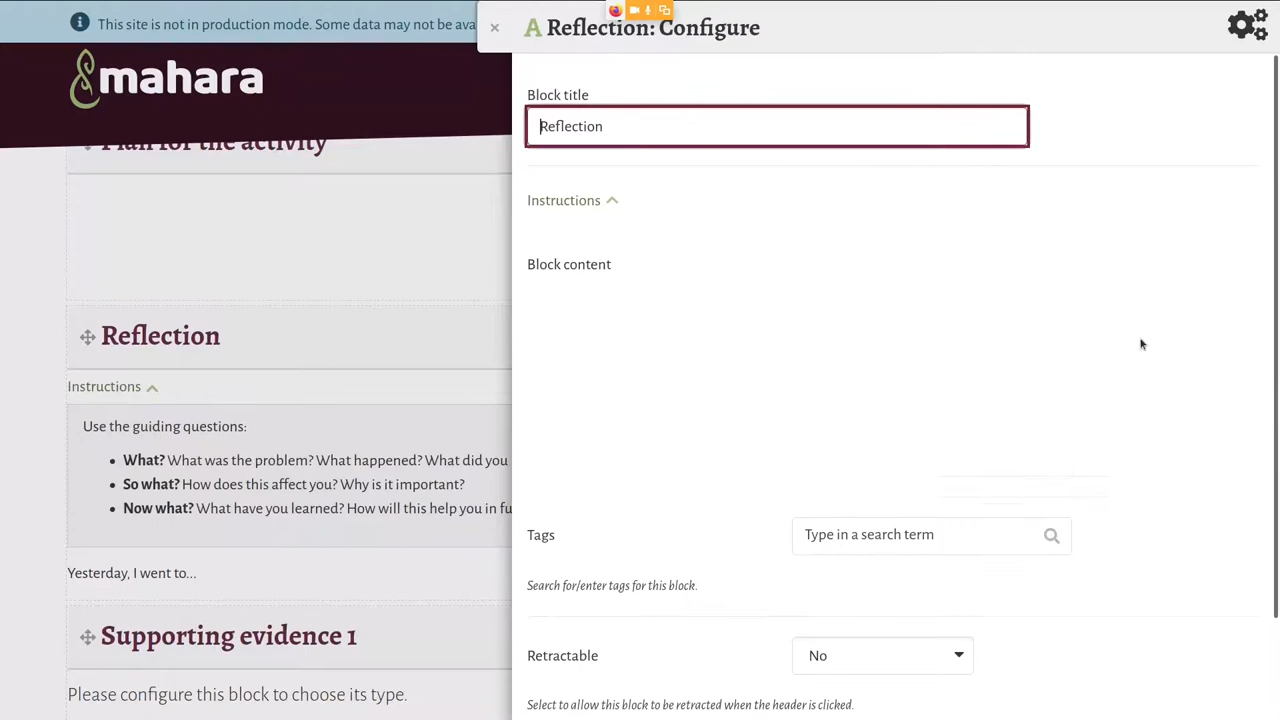 This site is not in production mode. Some data may not be ava
mahara
Plan for the activity
Reflection
Instructions
Use the guiding questions:
• What? What was the problem? What happened? What did you
• So what? How does this affect you? Why is it important?
• Now what? What have you learned? How will this help you in fu
Yesterday, I went to...
Supporting evidence 1
Please configure this block to choose its type.
× A Reflection: Configure
Block title
Reflection
Instructions
Block content
Tags
Type in a search term
Search for/enter tags for this block.
Retractable
No
Select to allow this block to be retracted when the header is clicked.